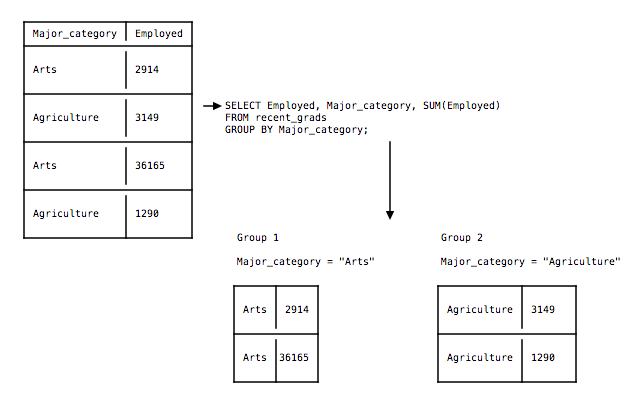 Major_category Employed
Arts 2914
Agriculture 3149
Arts 36165
Agriculture 1290
SELECT Employed, Major_category, SUM(Employed)
FROM recent_grads
GROUP BY Major_category;
Group 1
Major_category = "Arts"
Arts 2914
Arts 36165
Group 2
Major_category = "Agriculture"
Agriculture 3149
Agriculture 1290